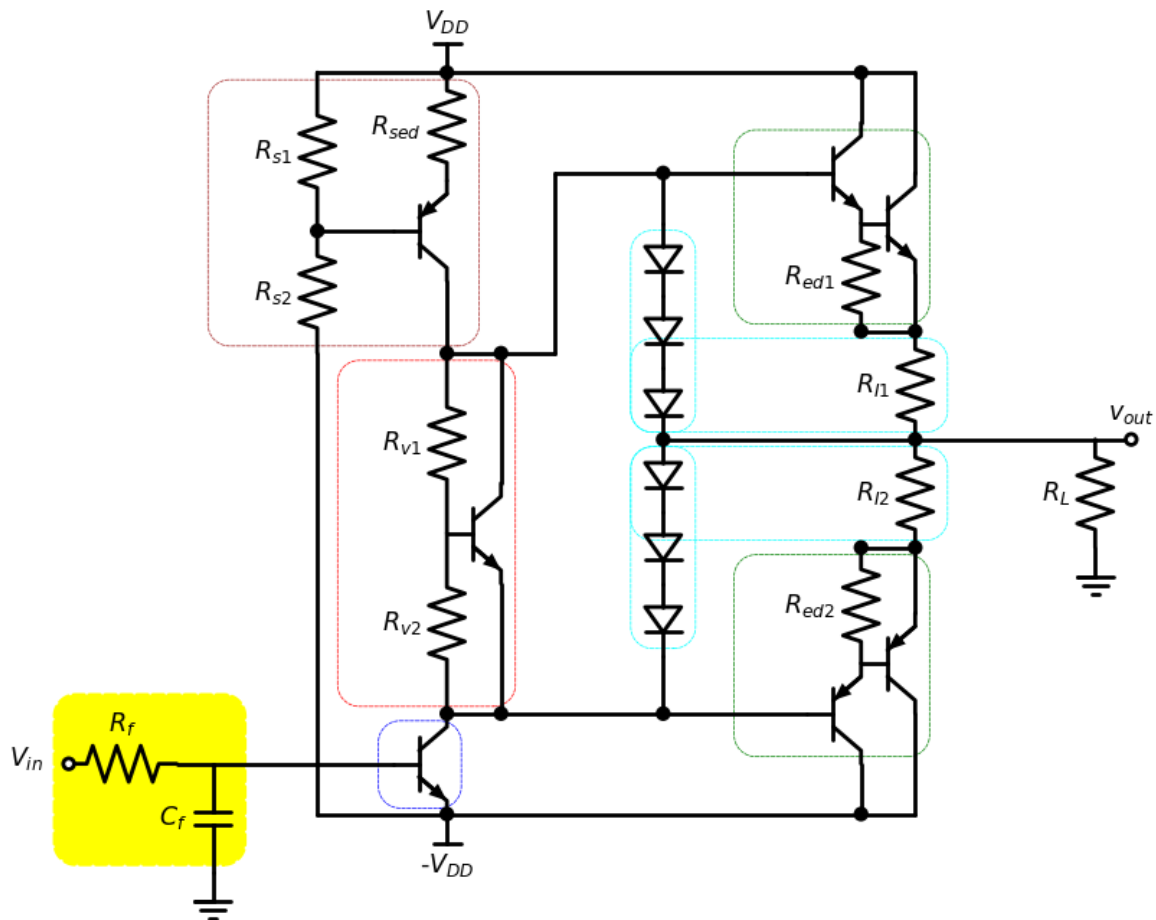 V_DD
R_sed
R_s1
R_s2
R_ed1
R_l1
v_out
R_v1
R_l2
R_L
R_ed2
R_v2
R_f
V_in
C_f
-V_DD